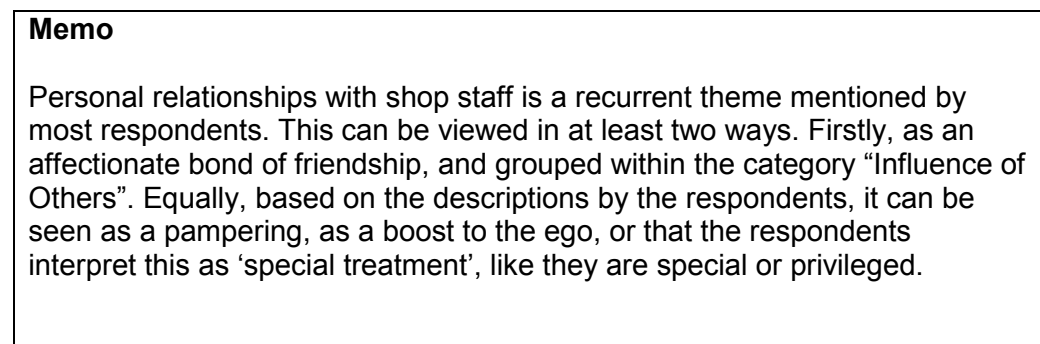 Memo
Personal relationships with shop staff is a recurrent theme mentioned by
most respondents. This can be viewed in at least two ways. Firstly, as an
affectionate bond of friendship, and grouped within the category “Influence of
Others”. Equally, based on the descriptions by the respondents, it can be
seen as a pampering, as a boost to the ego, or that the respondents
interpret this as ‘special treatment’, like they are special or privileged.